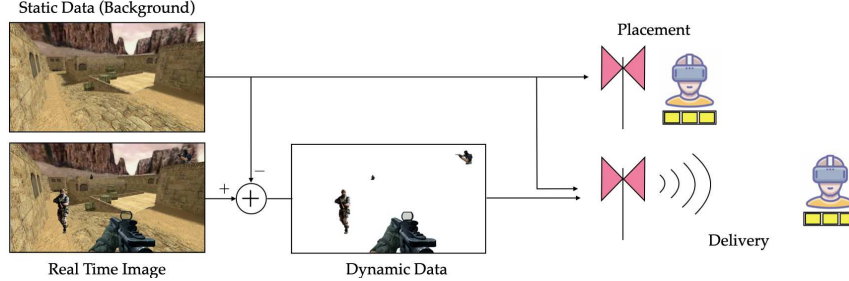 Static Data (Background)
Placement
−
+
+
Real Time Image
Dynamic Data
Delivery